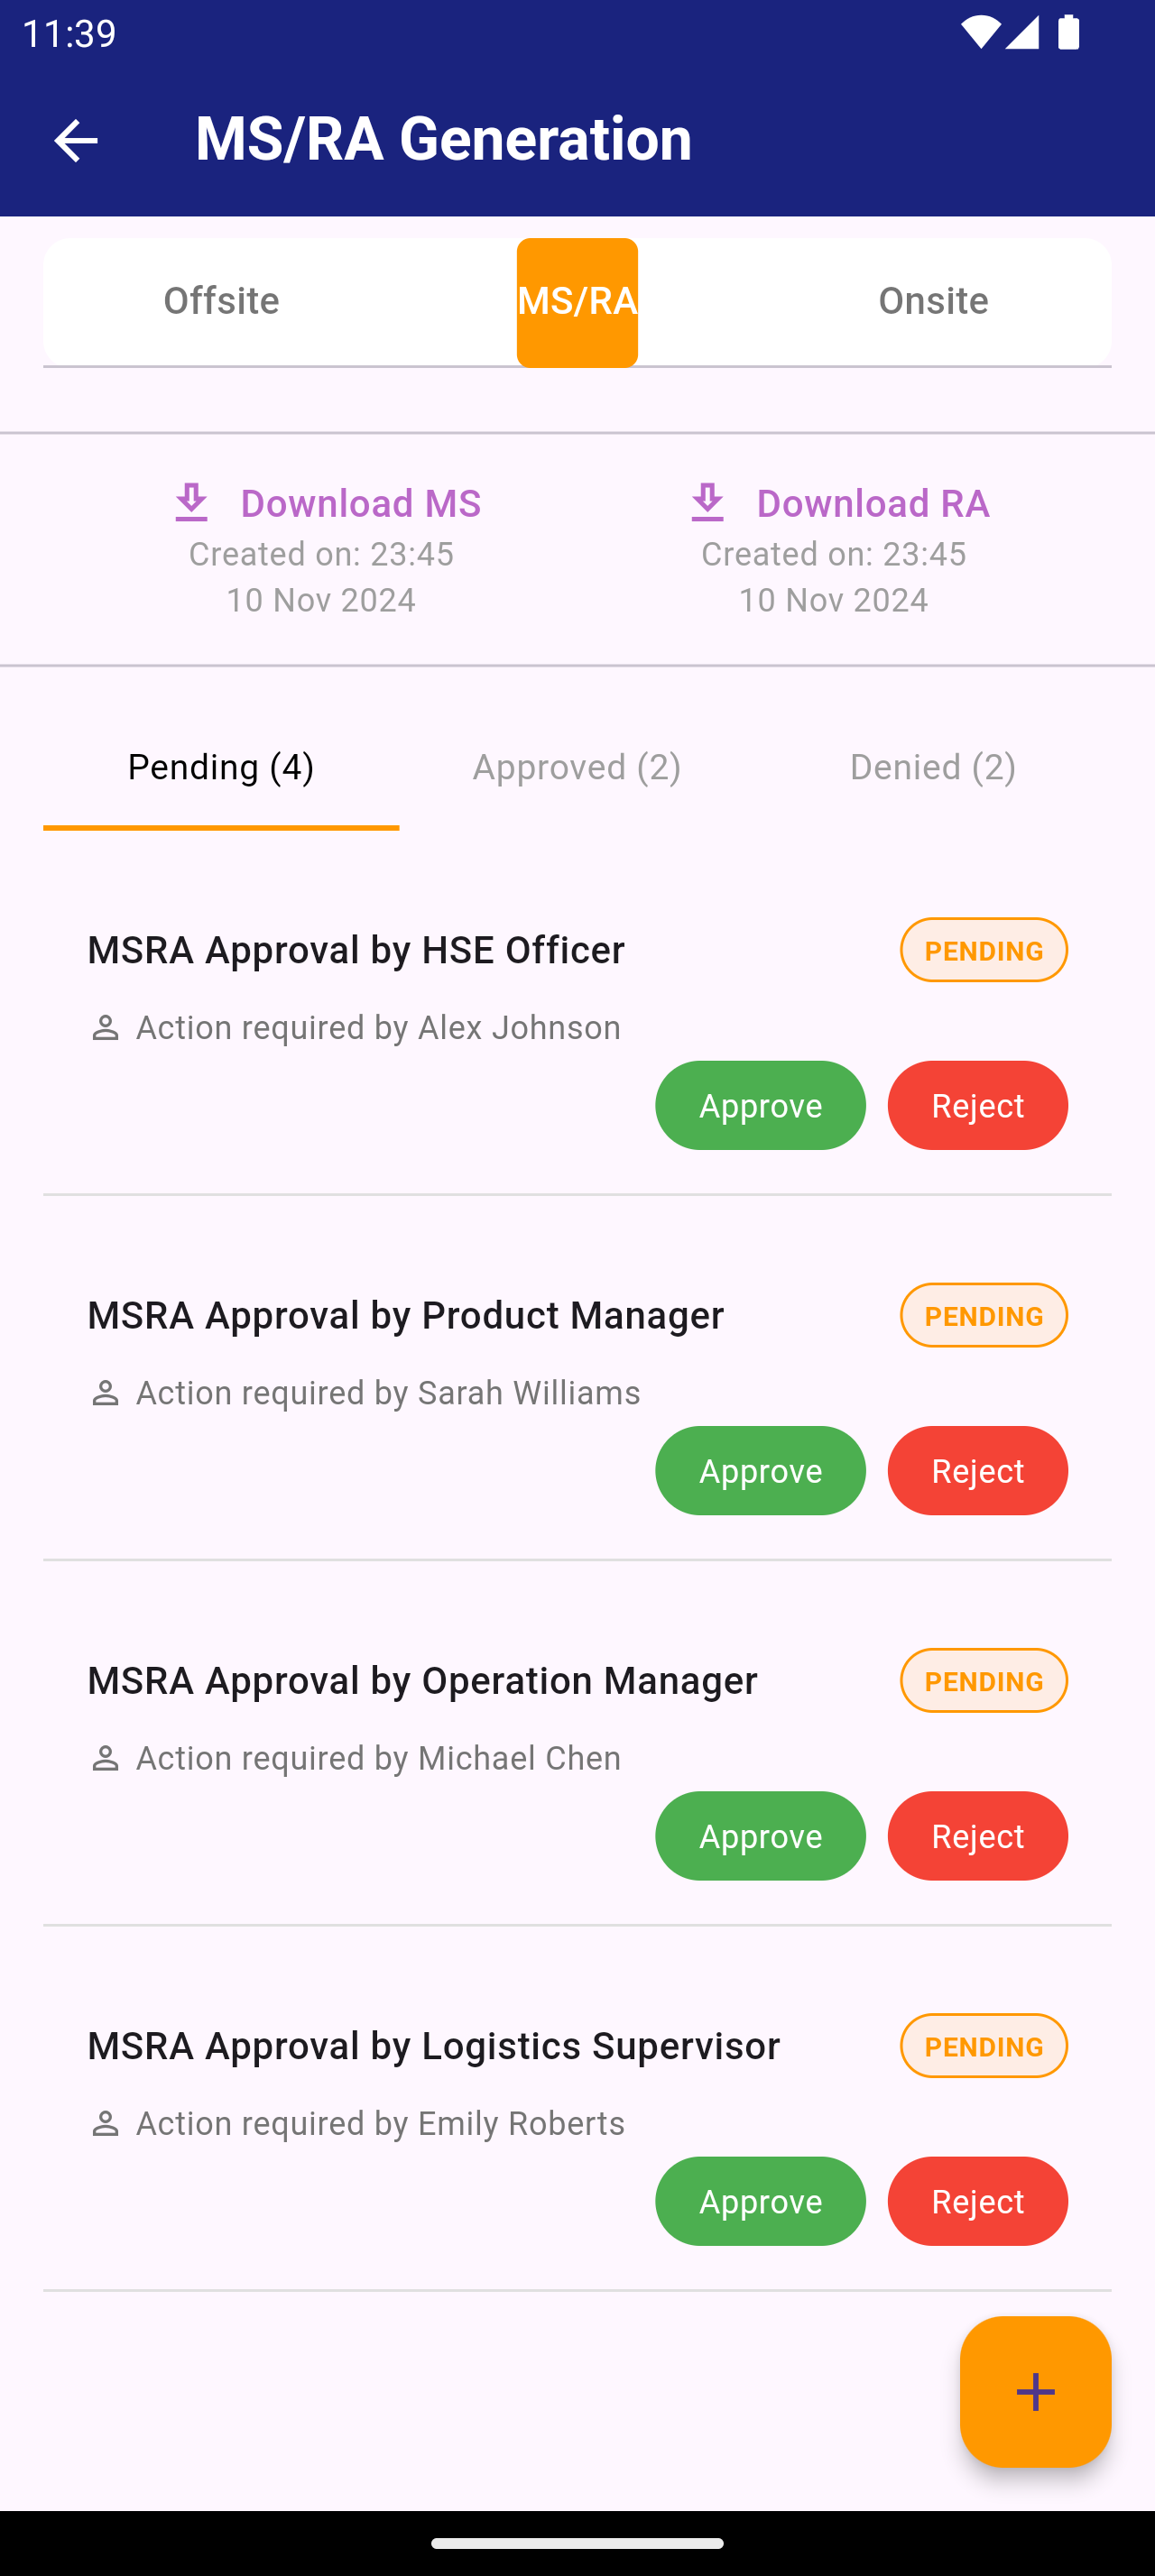 11:39
MS/RA Generation
Offsite MS/RA Onsite
Download MS Download RA
Created on: 23:45 Created on: 23:45
10 Nov 2024 10 Nov 2024
Pending (4) Approved (2) Denied (2)
MSRA Approval by HSE Officer PENDING
Action required by Alex Johnson
Approve Reject
MSRA Approval by Product Manager PENDING
Action required by Sarah Williams
Approve Reject
MSRA Approval by Operation Manager PENDING
Action required by Michael Chen
Approve Reject
MSRA Approval by Logistics Supervisor PENDING
Action required by Emily Roberts
Approve Reject